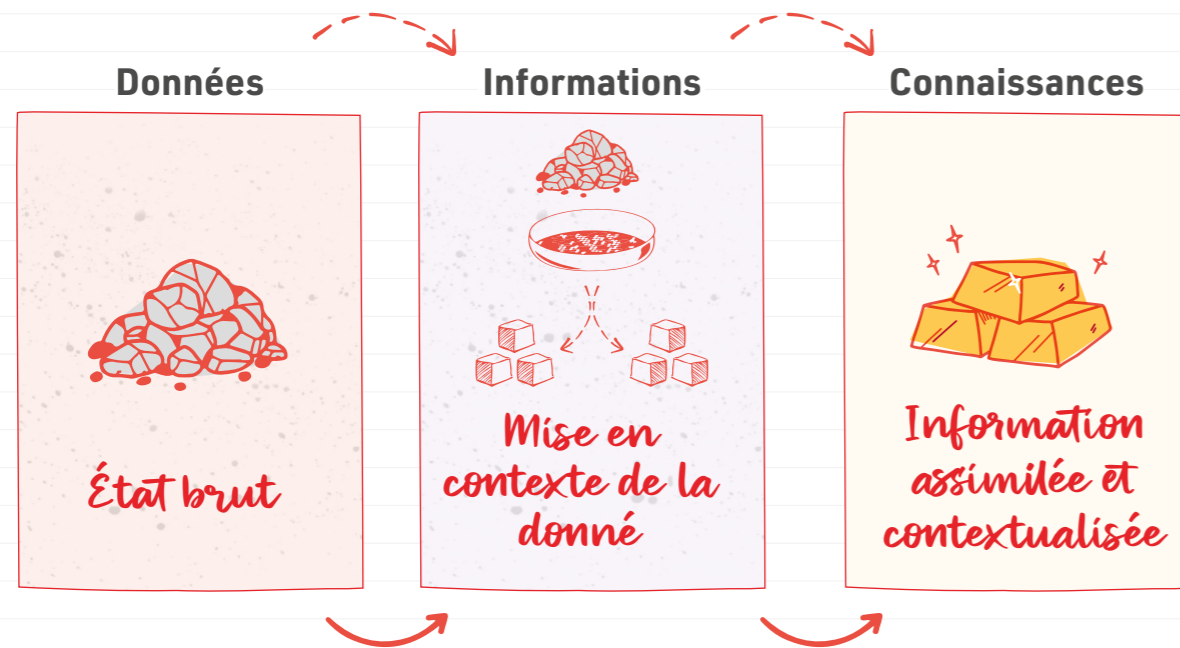 Données
État brut
Informations
Mise en
contexte de la
donné
Connaissances
Information
assimilée et
contextualisée